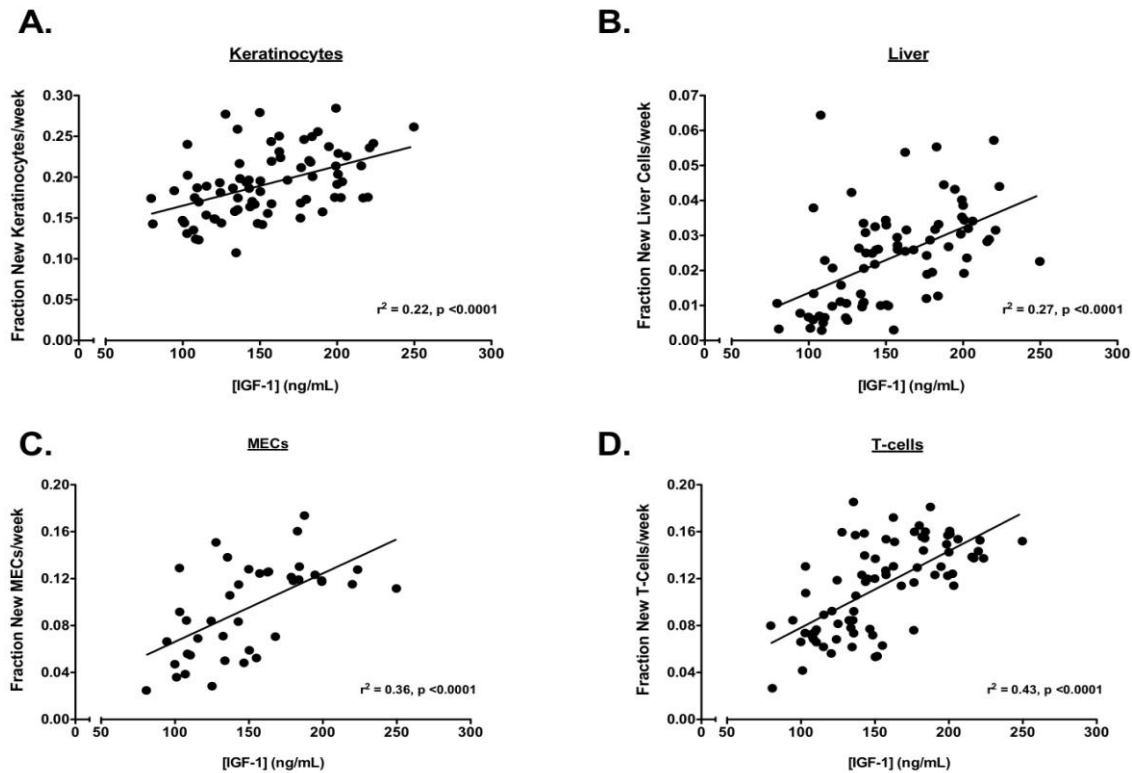 A.
Keratinocytes
Fraction New Keratinocytes/week
0.30
0.25
0.20
0.15
0.10
0.05
0.00
r² = 0.22, p <0.0001
0 50 100 150 200 250 300
[IGF-1] (ng/mL)
B.
Liver
Fraction New Liver Cells/week
0.07
0.06
0.05
0.04
0.03
0.02
0.01
0.00
r² = 0.27, p <0.0001
0 50 100 150 200 250 300
[IGF-1] (ng/mL)
C.
MECs
Fraction New MECs/week
0.20
0.16
0.12
0.08
0.04
0.00
r² = 0.36, p <0.0001
0 50 100 150 200 250 300
[IGF-1] (ng/mL)
D.
T-cells
Fraction New T-Cells/week
0.20
0.16
0.12
0.08
0.04
0.00
r² = 0.43, p <0.0001
0 50 100 150 200 250 300
[IGF-1] (ng/mL)